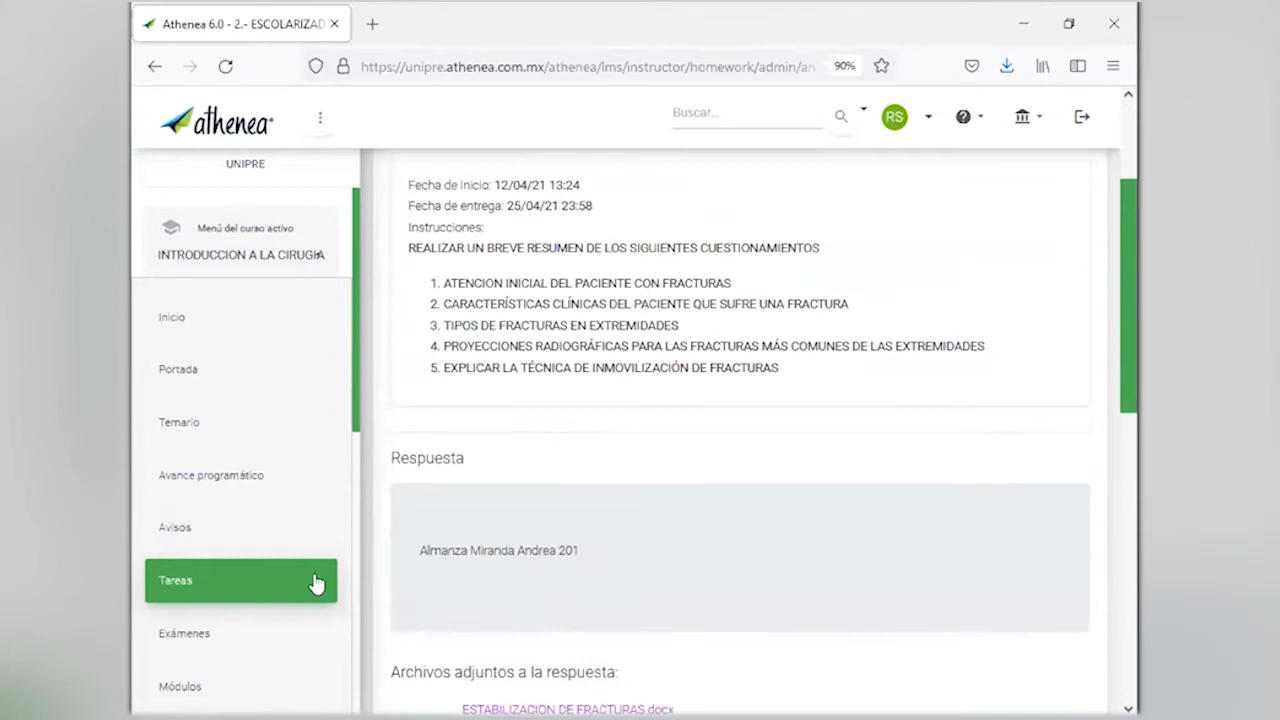 Athenea 6.0 - 2.- ESCOLARIZAD
https://unipre.athenea.com.mx/athenea/lms/instructor/homework/admin/an
90%
athenea
Buscar...
RS
UNIPRE
Menú del curso activo
INTRODUCCION A LA CIRUGIA
Inicio
Portada
Temario
Avance programático
Avisos
Tareas
Exámenes
Módulos
Fecha de inicio: 12/04/21 13:24
Fecha de entrega: 25/04/21 23:58
Instrucciones:
REALIZAR UN BREVE RESUMEN DE LOS SIGUIENTES CUESTIONAMIENTOS
1. ATENCION INICIAL DEL PACIENTE CON FRACTURAS
2. CARACTERÍSTICAS CLÍNICAS DEL PACIENTE QUE SUFRE UNA FRACTURA
3. TIPOS DE FRACTURAS EN EXTREMIDADES
4. PROYECCIONES RADIOGRÁFICAS PARA LAS FRACTURAS MÁS COMUNES DE LAS EXTREMIDADES
5. EXPLICAR LA TÉCNICA DE INMOVILIZACIÓN DE FRACTURAS
Respuesta
Almanza Miranda Andrea 201
Archivos adjuntos a la respuesta:
ESTABILIZACION DE FRACTURAS.docx